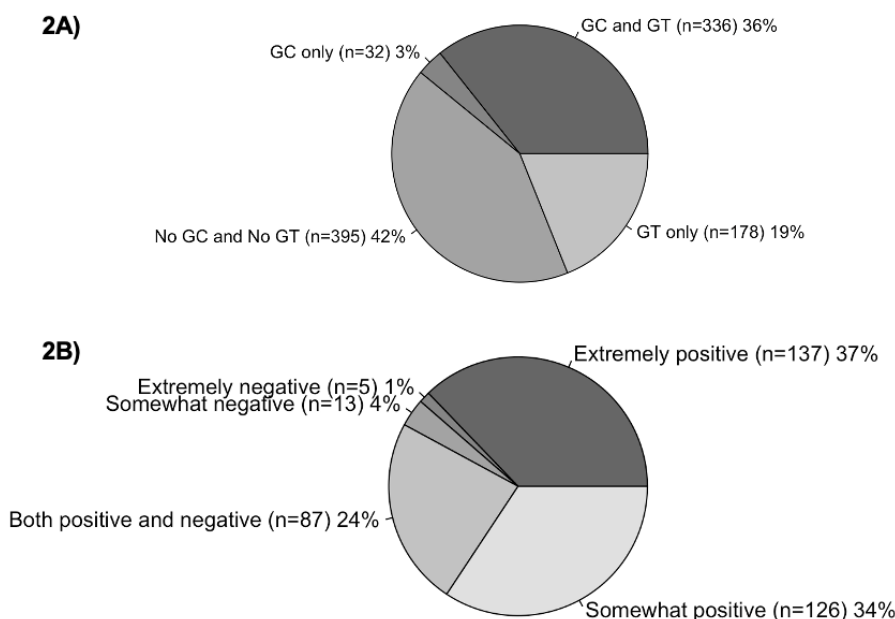 2A)
GC and GT (n=336) 36%
GC only (n=32) 3%
No GC and No GT (n=395) 42%
GT only (n=178) 19%
2B)
Extremely positive (n=137) 37%
Extremely negative (n=5) 1%
Somewhat negative (n=13) 4%
Both positive and negative (n=87) 24%
Somewhat positive (n=126) 34%